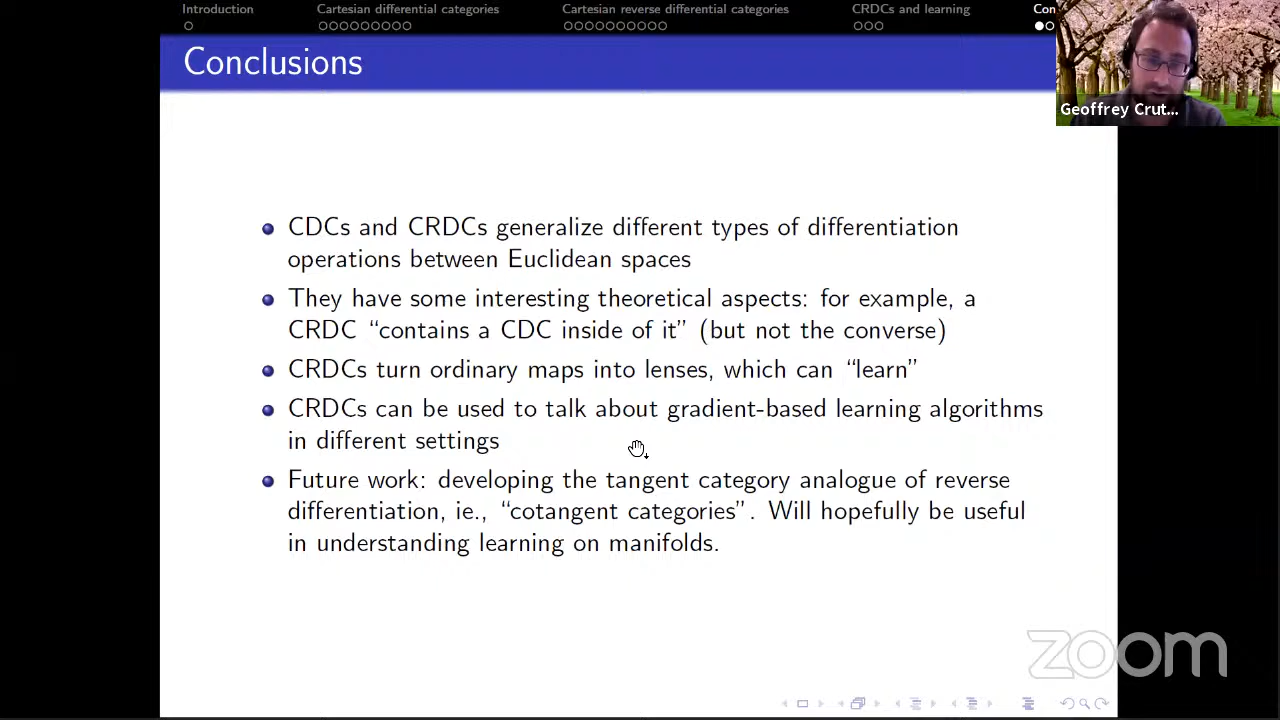 Introduction
Cartesian differential categories
Cartesian reverse differential categories
CRDCs and learning
Con
Conclusions
Geoffrey Crut...
CDCs and CRDCs generalize different types of differentiation
operations between Euclidean spaces
They have some interesting theoretical aspects: for example, a
CRDC “contains a CDC inside of it” (but not the converse)
CRDCs turn ordinary maps into lenses, which can “learn”
CRDCs can be used to talk about gradient-based learning algorithms
in different settings
Future work: developing the tangent category analogue of reverse
differentiation, ie., “cotangent categories”. Will hopefully be useful
in understanding learning on manifolds.
zoom